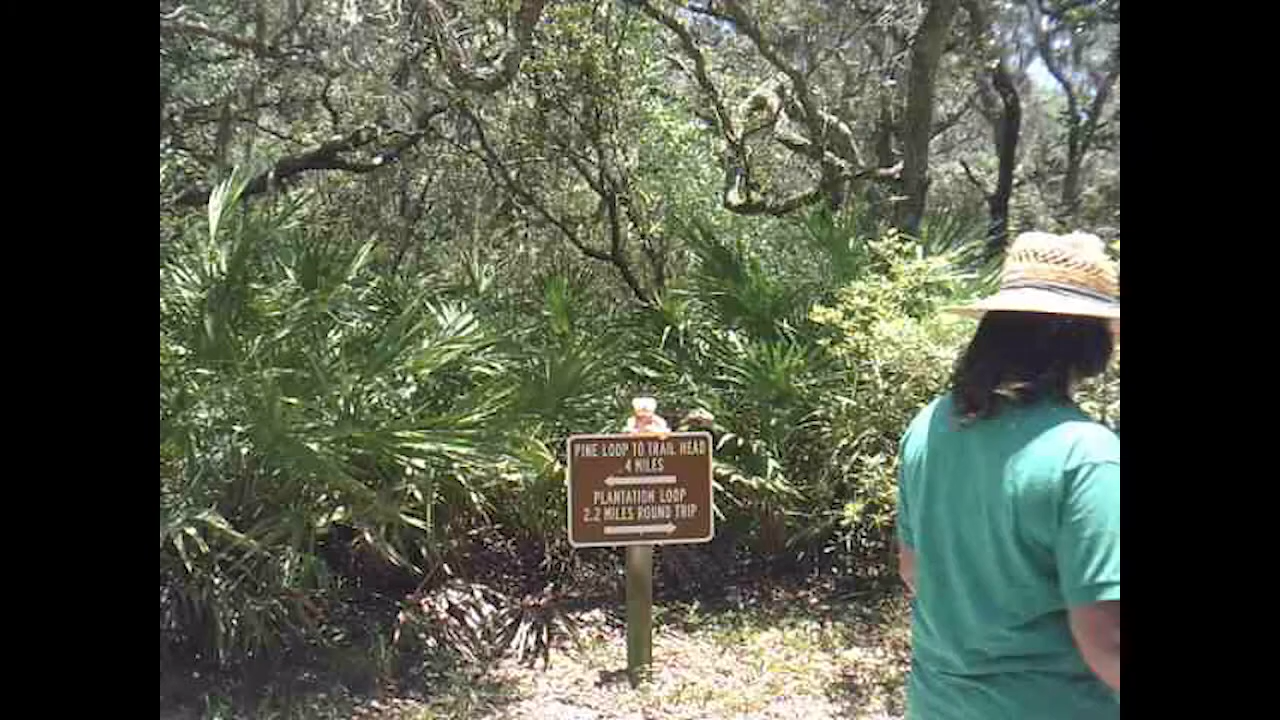 PINE LOOP TO TRAIL HEAD
.4 MILES
PLANTATION LOOP
2.2 MILES ROUND TRIP